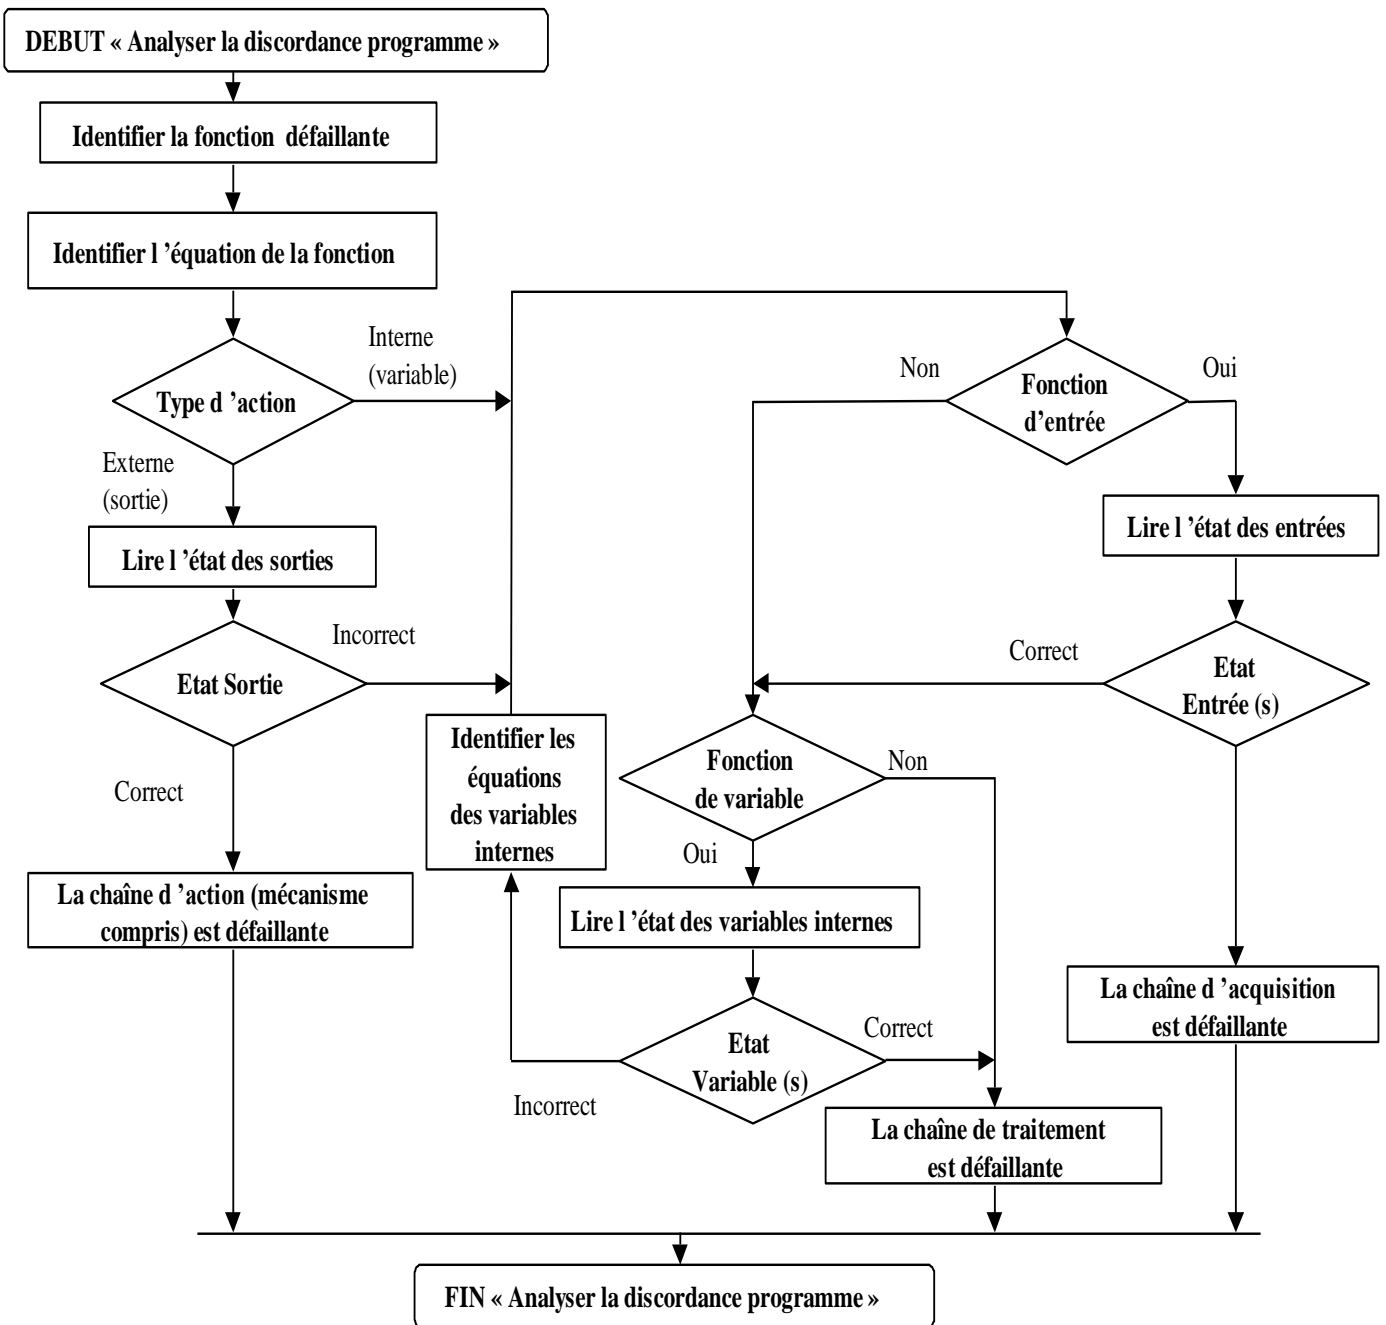 DEBUT « Analyser la discordance programme »
Identifier la fonction défaillante
Identifier l ’équation de la fonction
Interne
(variable)
Type d ’action
Externe
(sortie)
Lire l ’état des sorties
Incorrect
Etat Sortie
Correct
La chaîne d ’action (mécanisme
compris) est défaillante
Identifier les
équations
des variables
internes
Non
Oui
Fonction
d’entrée
Lire l ’état des entrées
Correct
Etat
Entrée (s)
La chaîne d ’acquisition
est défaillante
Fonction
de variable
Non
Oui
Lire l ’état des variables internes
Correct
Etat
Variable (s)
Incorrect
La chaîne de traitement
est défaillante
FIN « Analyser la discordance programme »